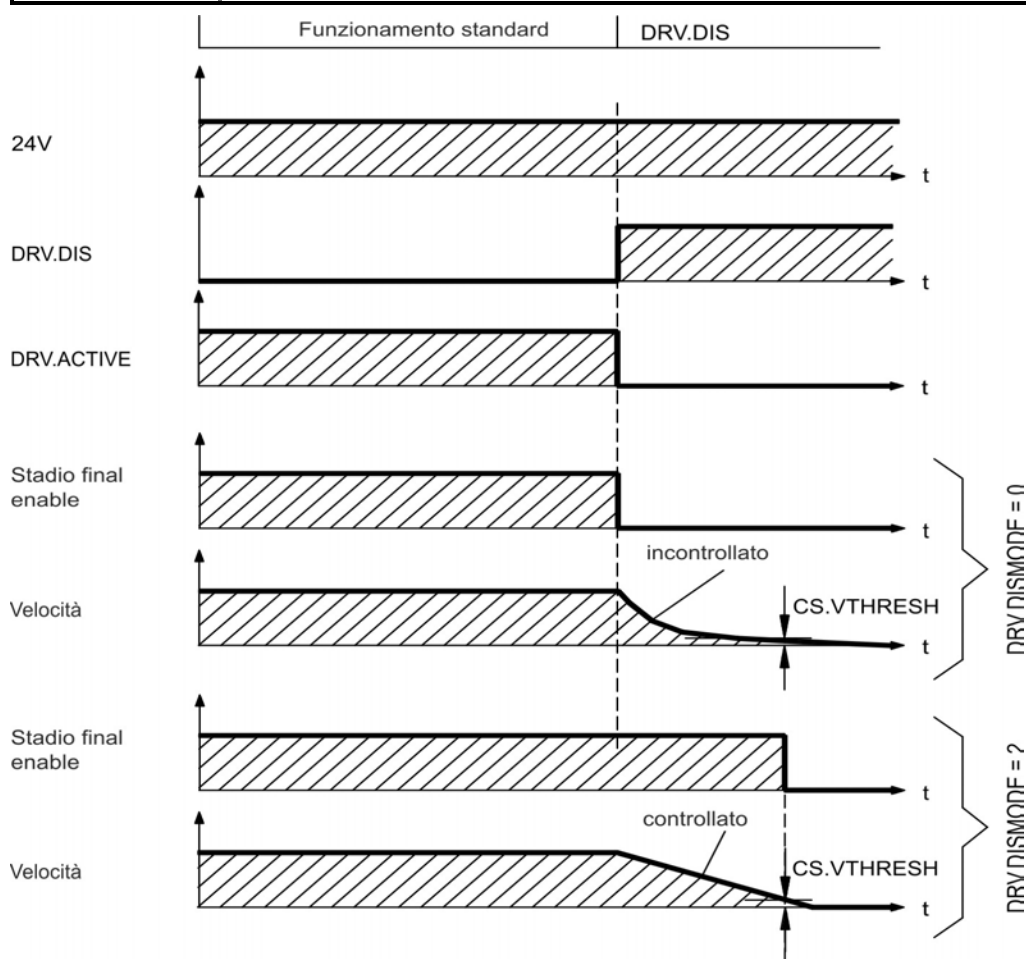 Funzionamento standard
DRV.DIS
24V
t
DRV.DIS
t
DRV.ACTIVE
t
Stadio final
enable
t
incontrollato
Velocità
CS.VTHRESH
t
DRV.DISMODE = 0
Stadio final
enable
t
controllato
Velocità
CS.VTHRESH
t
DRV.DISMODE =